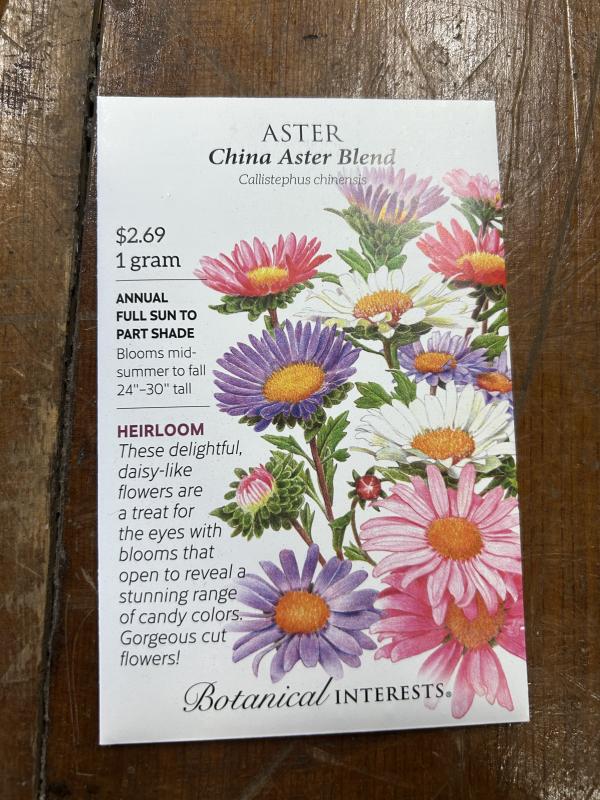 ASTER
China Aster Blend
Callistephus chinensis
$2.69
1 gram
ANNUAL
FULL SUN TO
PART SHADE
Blooms mid-
summer to fall
24"–30" tall
HEIRLOOM
These delightful,
daisy-like
flowers are
a treat for
the eyes with
blooms that
open to reveal a
stunning range
of candy colors.
Gorgeous cut
flowers!
Botanical INTERESTS®